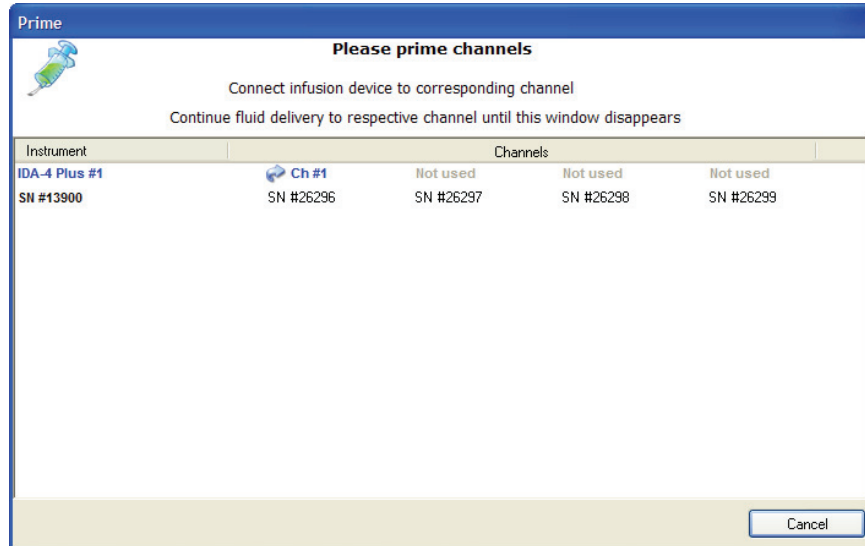 Prime
Please prime channels
Connect infusion device to corresponding channel
Continue fluid delivery to respective channel until this window disappears
Instrument Channels
IDA-4 Plus #1 Ch #1 Not used Not used Not used
SN #13900 SN #26296 SN #26297 SN #26298 SN #26299
Cancel